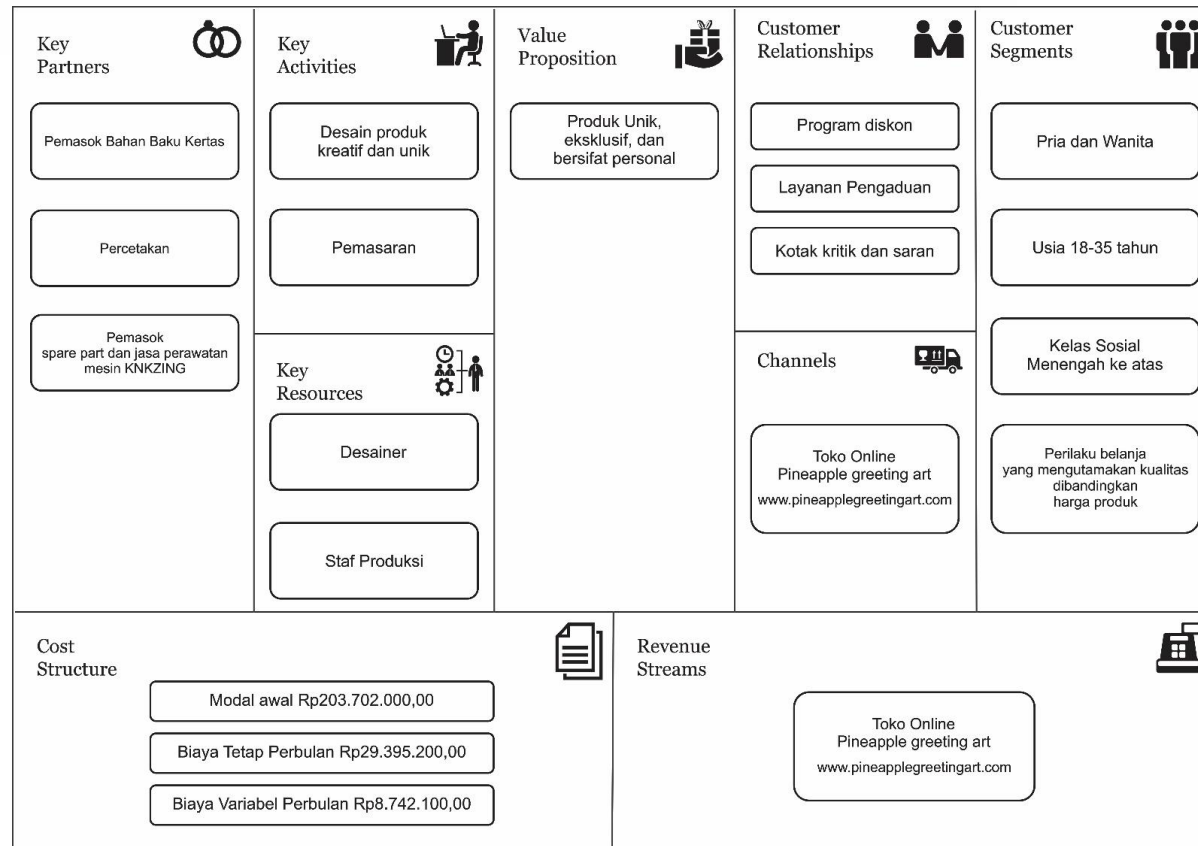 Key
Partners
Pemasok Bahan Baku Kertas
Percetakan
Pemasok
spare part dan jasa perawatan
mesin KNKZING
Key
Activities
Desain produk
kreatif dan unik
Pemasaran
Key
Resources
Desainer
Staf Produksi
Value
Proposition
Produk Unik,
eksklusif, dan
bersifat personal
Customer
Relationships
Program diskon
Layanan Pengaduan
Kotak kritik dan saran
Channels
Toko Online
Pineapple greeting art
www.pineapplegreetingart.com
Customer
Segments
Pria dan Wanita
Usia 18-35 tahun
Kelas Sosial
Menengah ke atas
Perilaku belanja
yang mengutamakan kualitas
dibandingkan
harga produk
Cost
Structure
Modal awal Rp203.702.000,00
Biaya Tetap Perbulan Rp29.395.200,00
Biaya Variabel Perbulan Rp8.742.100,00
Revenue
Streams
Toko Online
Pineapple greeting art
www.pineapplegreetingart.com